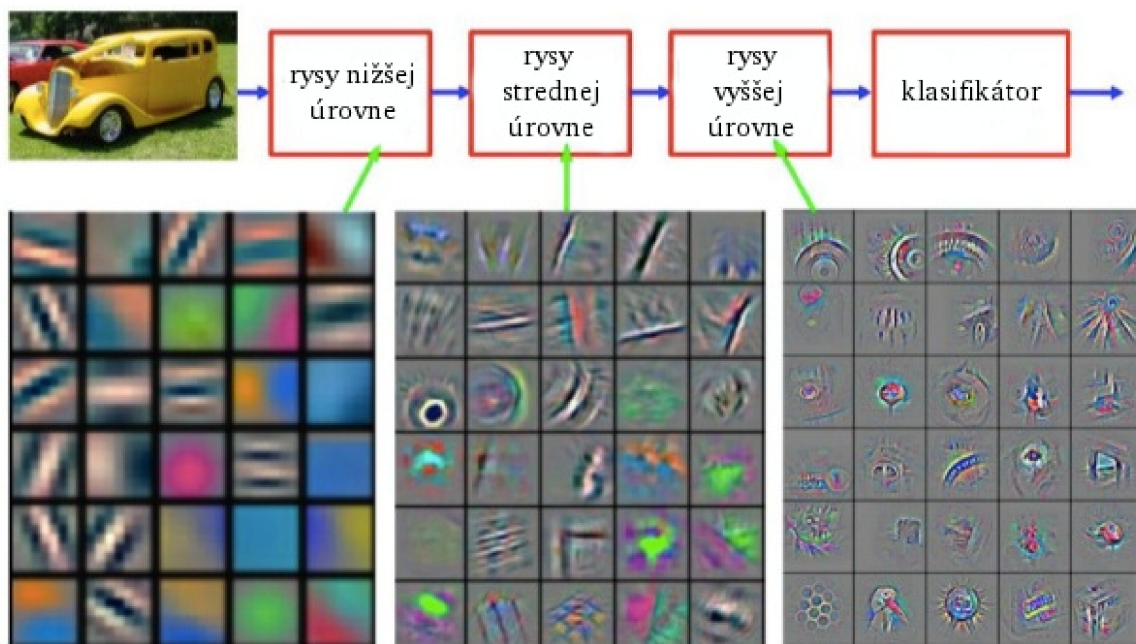 rysy nižšej
úrovne
rysy
strednej
úrovne
rysy
vyššej
úrovne
klasifikátor